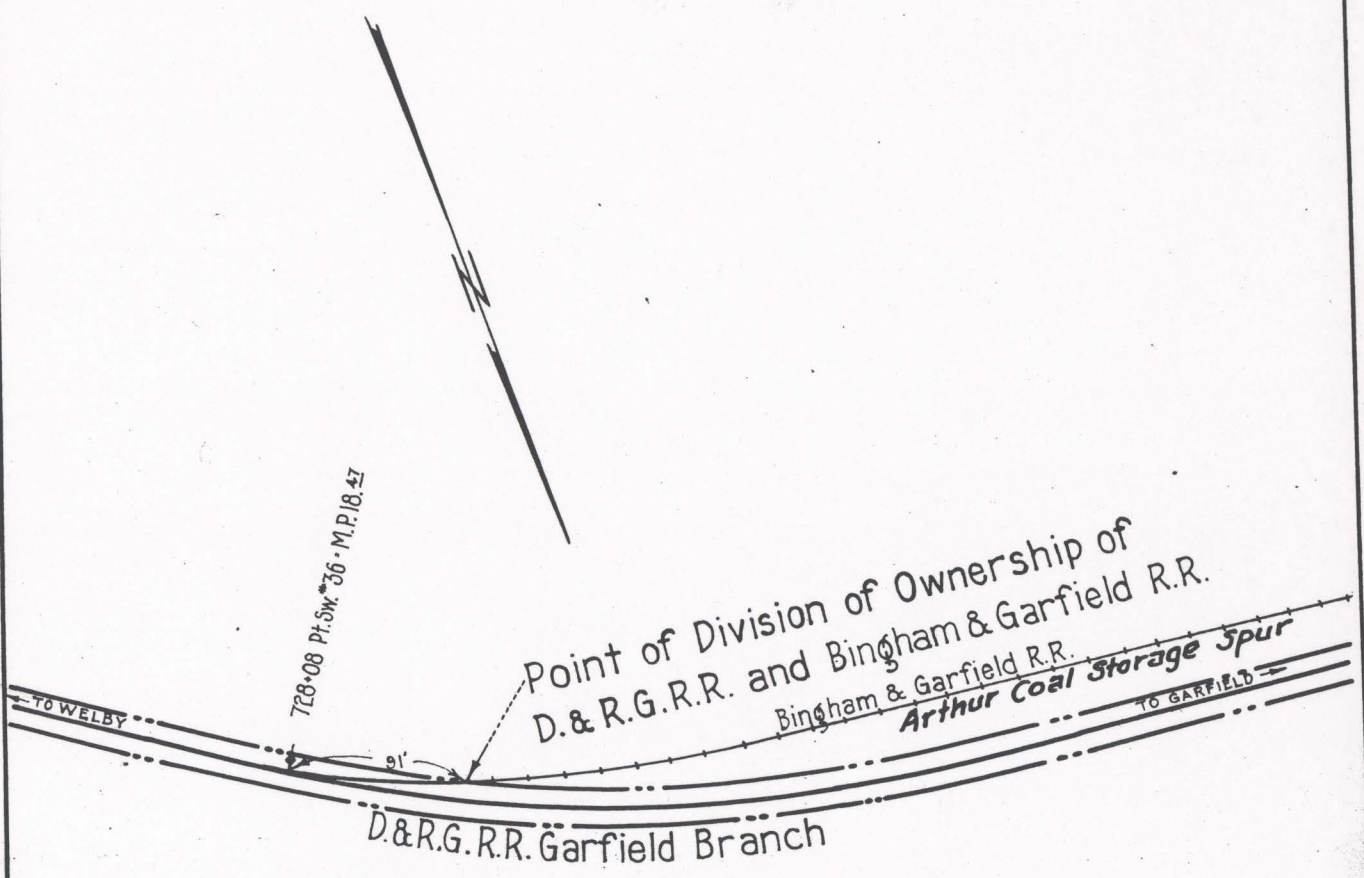 728+08 Pt. Sw. #36 · M.P. 18.47
Point of Division of Ownership of
D. & R.G. R.R. and Bingham & Garfield R.R.
Bingham & Garfield R.R.
Arthur Coal Storage Spur
← TO WELBY
TO GARFIELD →
91'
D. & R.G. R.R. Garfield Branch
N